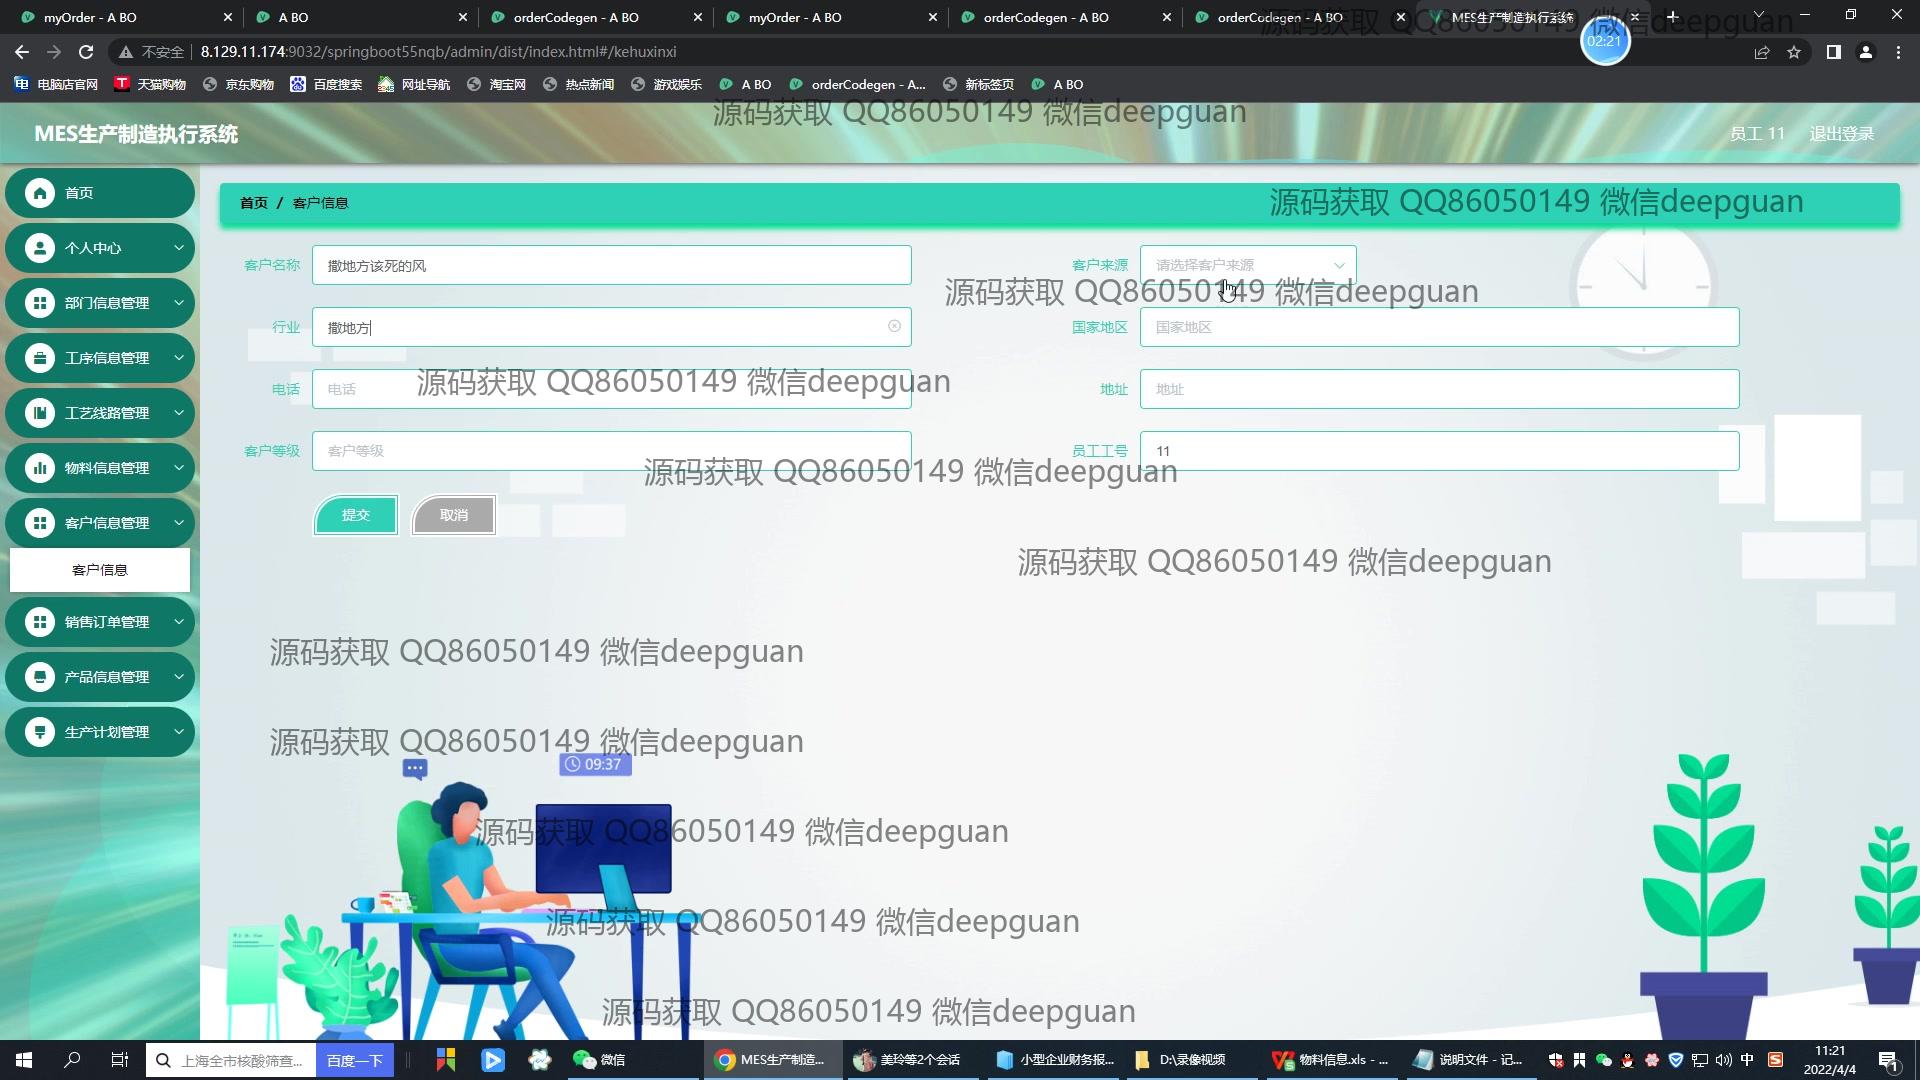 myOrder - A BO
A BO
orderCodegen - A BO
myOrder - A BO
orderCodegen - A BO
orderCodegen - A BO
MES生产制造执行系统
源码获取 QQ86050149 微信deepguan
02:21
不安全
8.129.11.174:9032/springboot55nqb/admin/dist/index.html#/kehuxinxi
电脑店官网
天猫购物
京东购物
百度搜索
网址导航
淘宝网
热点新闻
游戏娱乐
A BO
orderCodegen - A...
新标签页
A BO
源码获取 QQ86050149 微信deepguan
MES生产制造执行系统
员工 11
退出登录
首页
个人中心
部门信息管理
工序信息管理
工艺线路管理
物料信息管理
客户信息管理
客户信息
销售订单管理
产品信息管理
生产计划管理
首页 / 客户信息
源码获取 QQ86050149 微信deepguan
客户名称
撒地方该死的风
客户来源
请选择客户来源
源码获取 QQ86050149 微信deepguan
行业
撒地方
国家地区
国家地区
电话
电话
源码获取 QQ86050149 微信deepguan
地址
地址
客户等级
客户等级
员工工号
11
源码获取 QQ86050149 微信deepguan
提交
取消
源码获取 QQ86050149 微信deepguan
源码获取 QQ86050149 微信deepguan
源码获取 QQ86050149 微信deepguan
09:37
源码获取 QQ86050149 微信deepguan
源码获取 QQ86050149 微信deepguan
源码获取 QQ86050149 微信deepguan
上海全市核酸筛查...
百度一下
微信
MES生产制造...
美玲等2个会话
小型企业财务报...
D:\录像视频
物料信息.xls - ...
说明文件 - 记...
中
11:21
2022/4/4
1